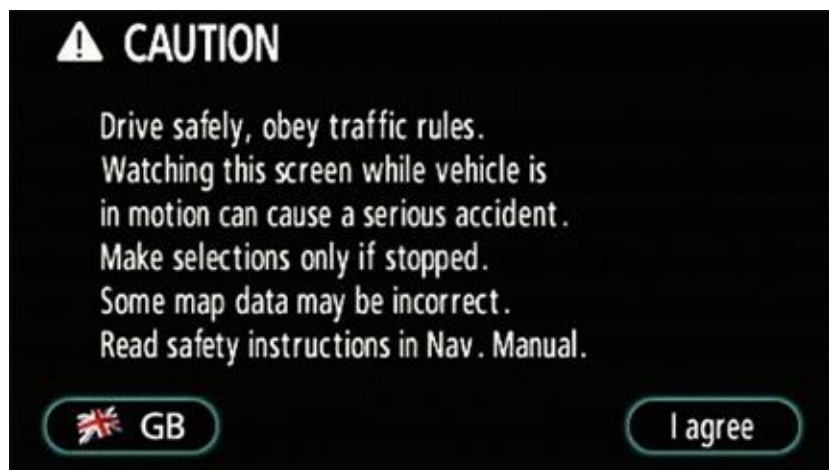 CAUTION
Drive safely, obey traffic rules.
Watching this screen while vehicle is
in motion can cause a serious accident.
Make selections only if stopped.
Some map data may be incorrect.
Read safety instructions in Nav. Manual.
GB
I agree